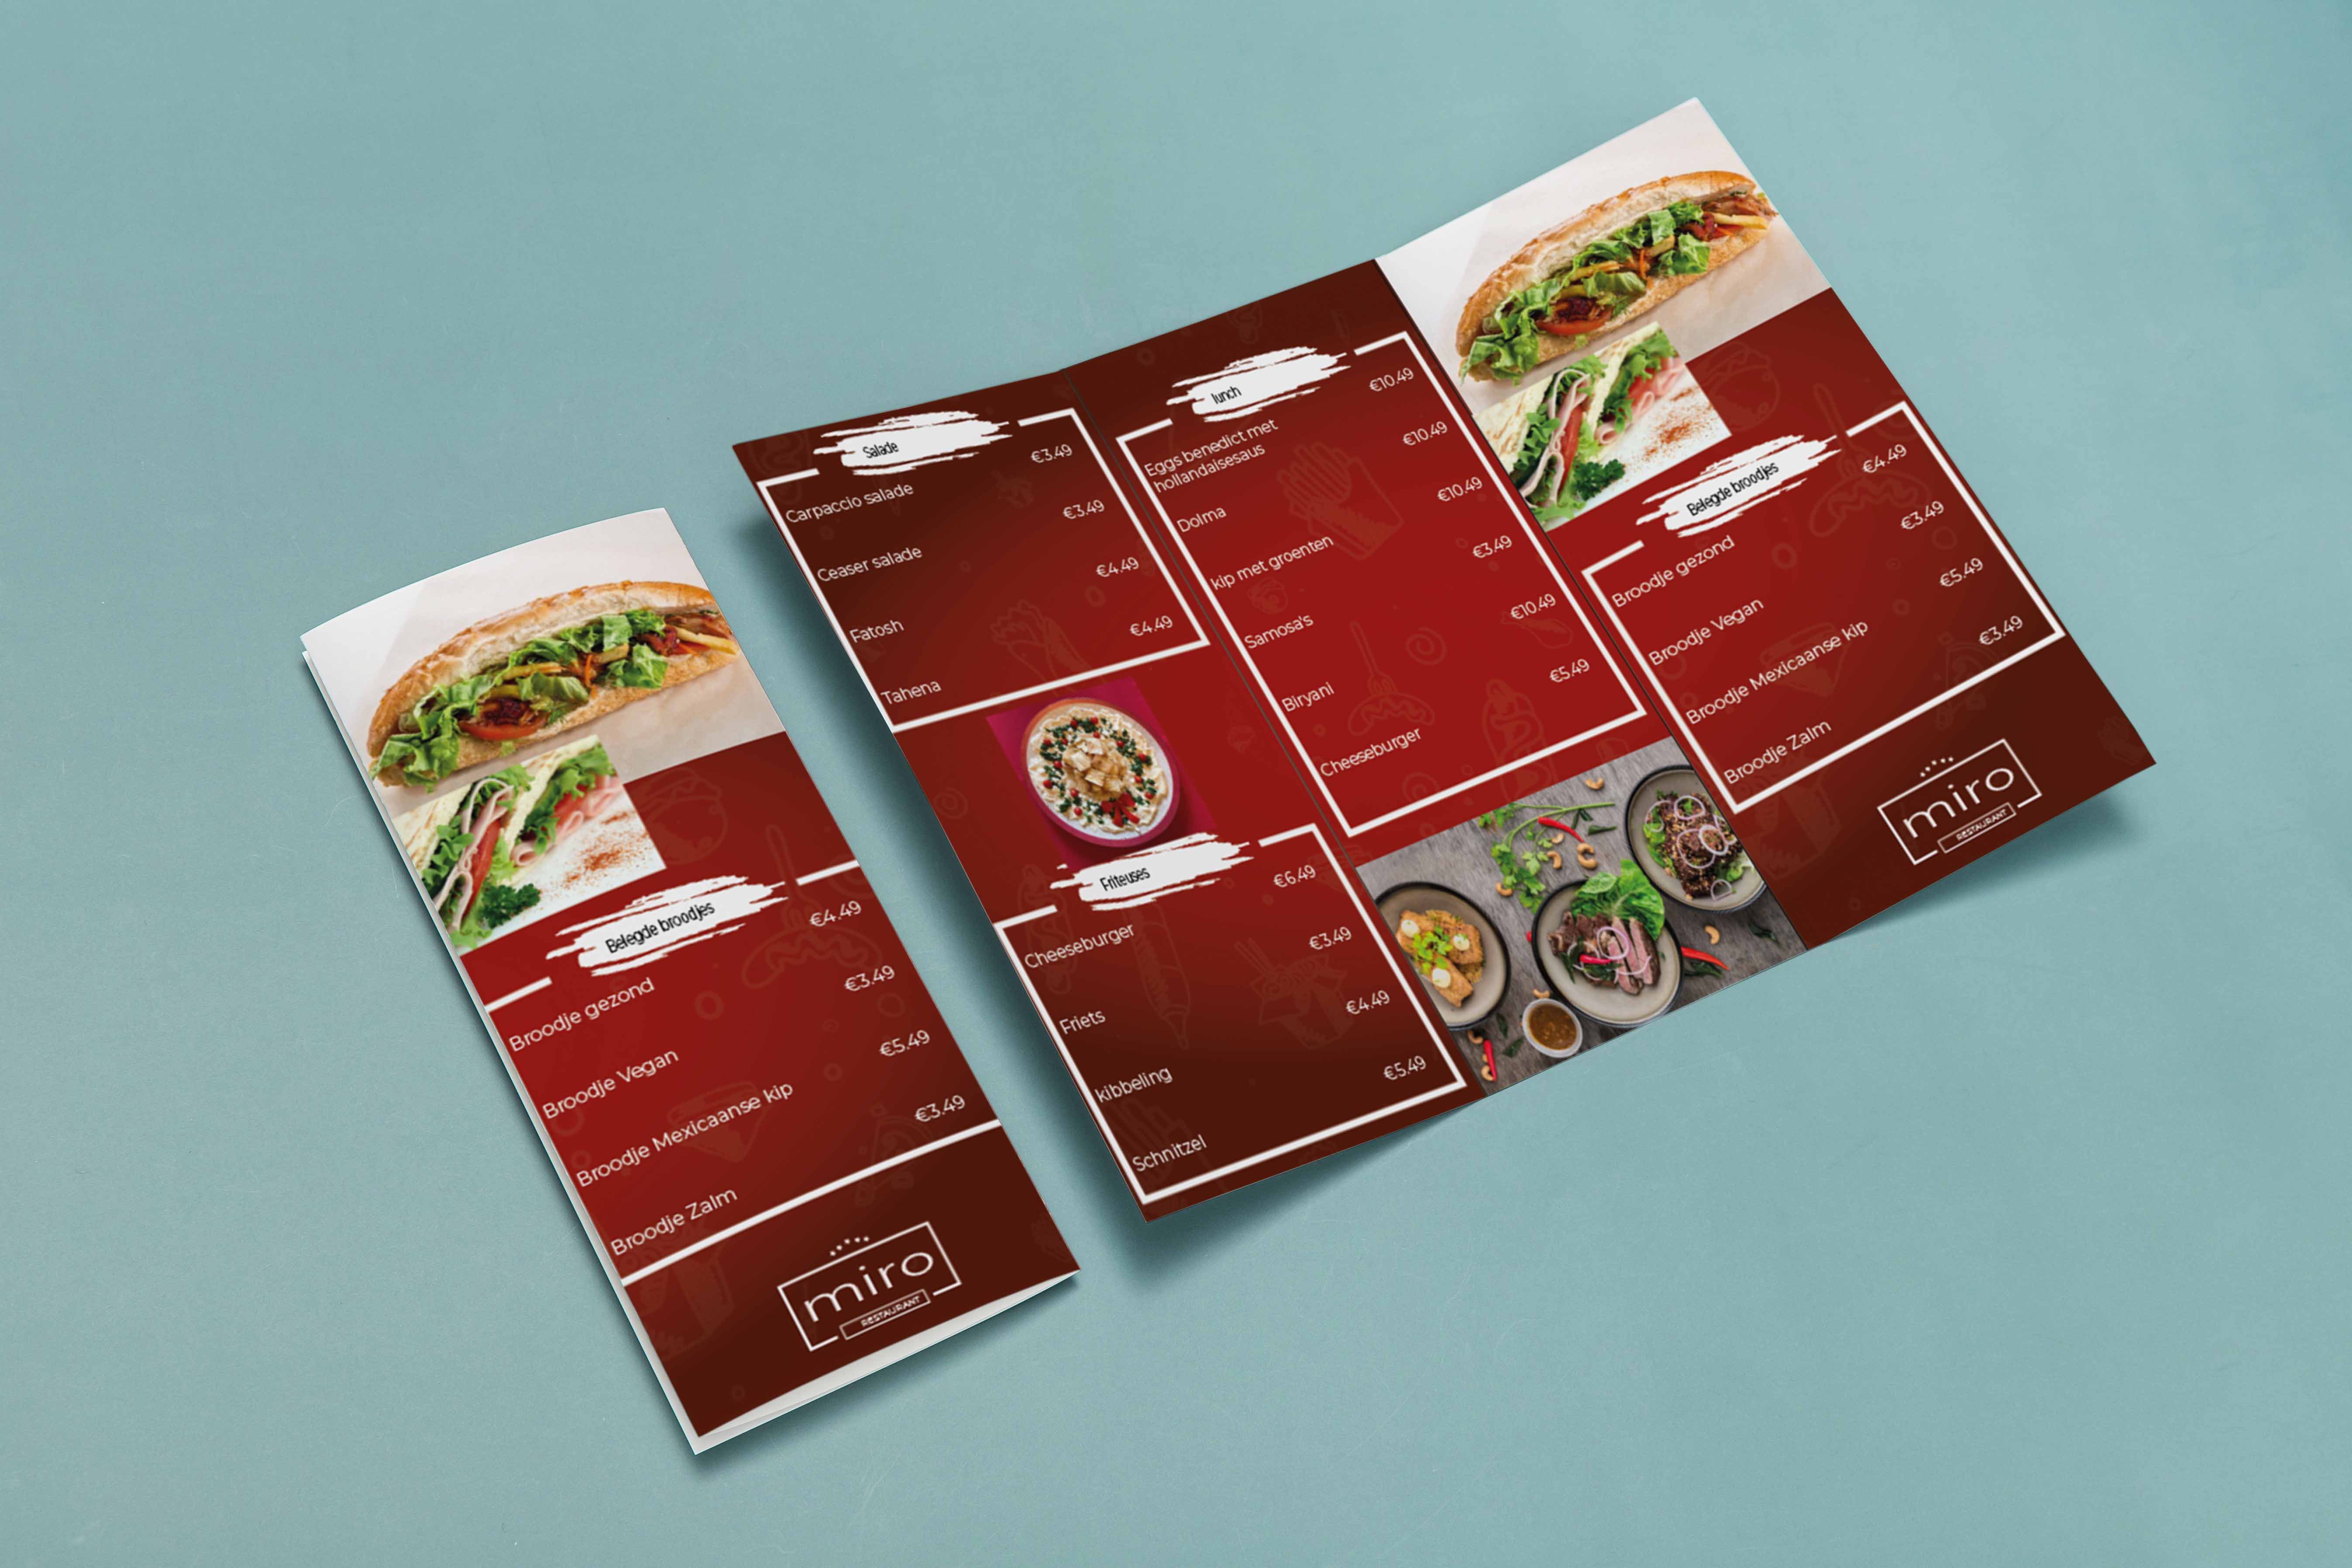 Belegde broodjes
Broodje gezond €4.49
Broodje Vegan €3.49
Broodje Mexicaanse kip €5.49
Broodje Zalm €3.49
miro
RESTAURANT
Salade
Carpaccio salade €3.49
Ceaser salade €3.49
Fatosh €4.49
Tahena €4.49
Friteuses
Cheeseburger €6.49
Friets €3.49
kibbeling €4.49
Schnitzel €5.49
lunch
Eggs benedict met €10.49
hollandaisesaus
Dolma €10.49
kip met groenten €10.49
Samosa's €3.49
Biryani €10.49
Cheeseburger €5.49
Belegde broodjes
Broodje gezond €4.49
Broodje Vegan €3.49
Broodje Mexicaanse kip €5.49
Broodje Zalm €3.49
miro
RESTAURANT